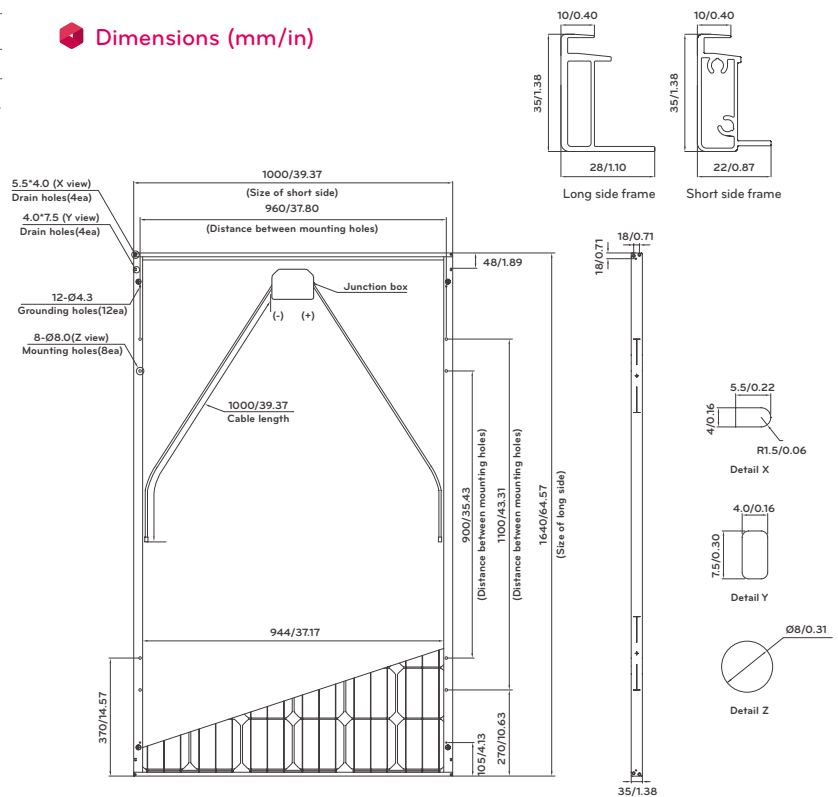 Dimensions (mm/in)
10/0.40
10/0.40
35/1.38
35/1.38
28/1.10
22/0.87
Long side frame
Short side frame
1000/39.37
(Size of short side)
960/37.80
(Distance between mounting holes)
5.5*4.0 (X view)
Drain holes(4ea)
4.0*7.5 (Y view)
Drain holes(4ea)
12-Ø4.3
Grounding holes(12ea)
8-Ø8.0(Z view)
Mounting holes(8ea)
48/1.89
Junction box
(-)
(+)
1000/39.37
Cable length
900/35.43
(Distance between mounting holes)
1100/43.31
(Distance between mounting holes)
1640/64.57
(Size of long side)
944/37.17
370/14.57
105/4.13
270/10.63
18/0.71
18/0.71
35/1.38
5.5/0.22
4/0.16
R1.5/0.06
Detail X
4.0/0.16
7.5/0.30
Detail Y
Ø8/0.31
Detail Z